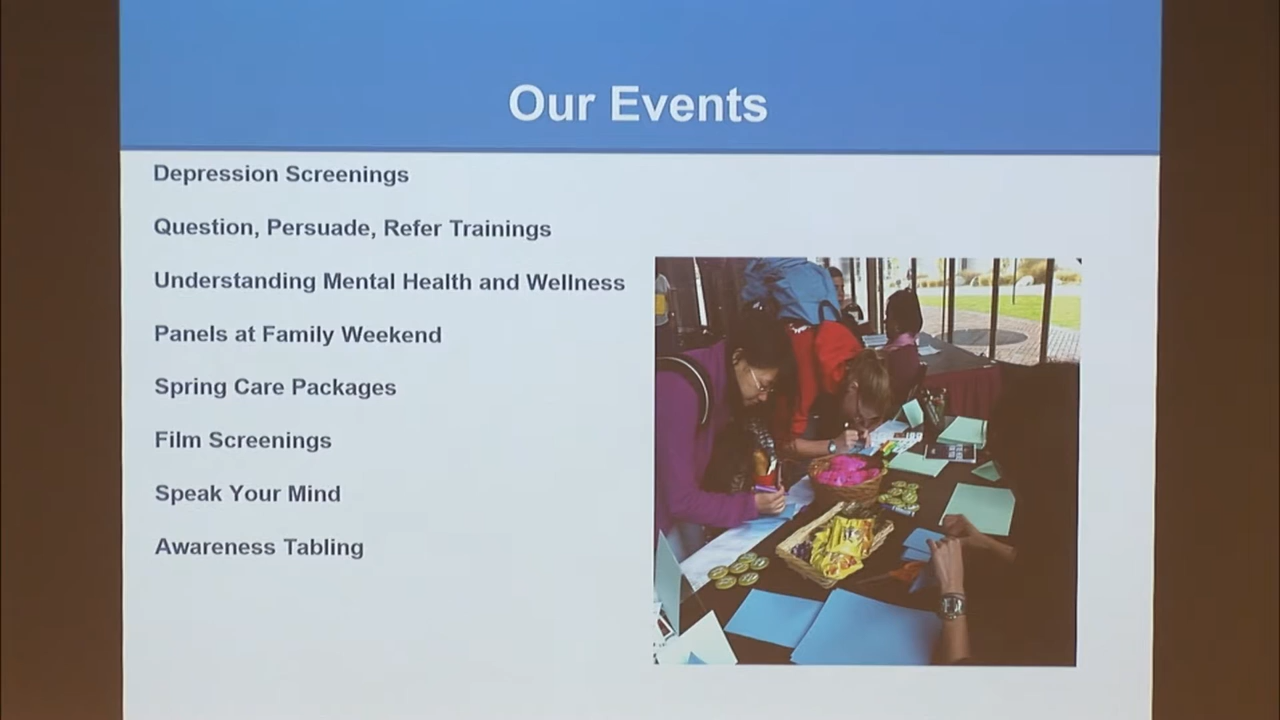 Our Events
Depression Screenings
Question, Persuade, Refer Trainings
Understanding Mental Health and Wellness
Panels at Family Weekend
Spring Care Packages
Film Screenings
Speak Your Mind
Awareness Tabling